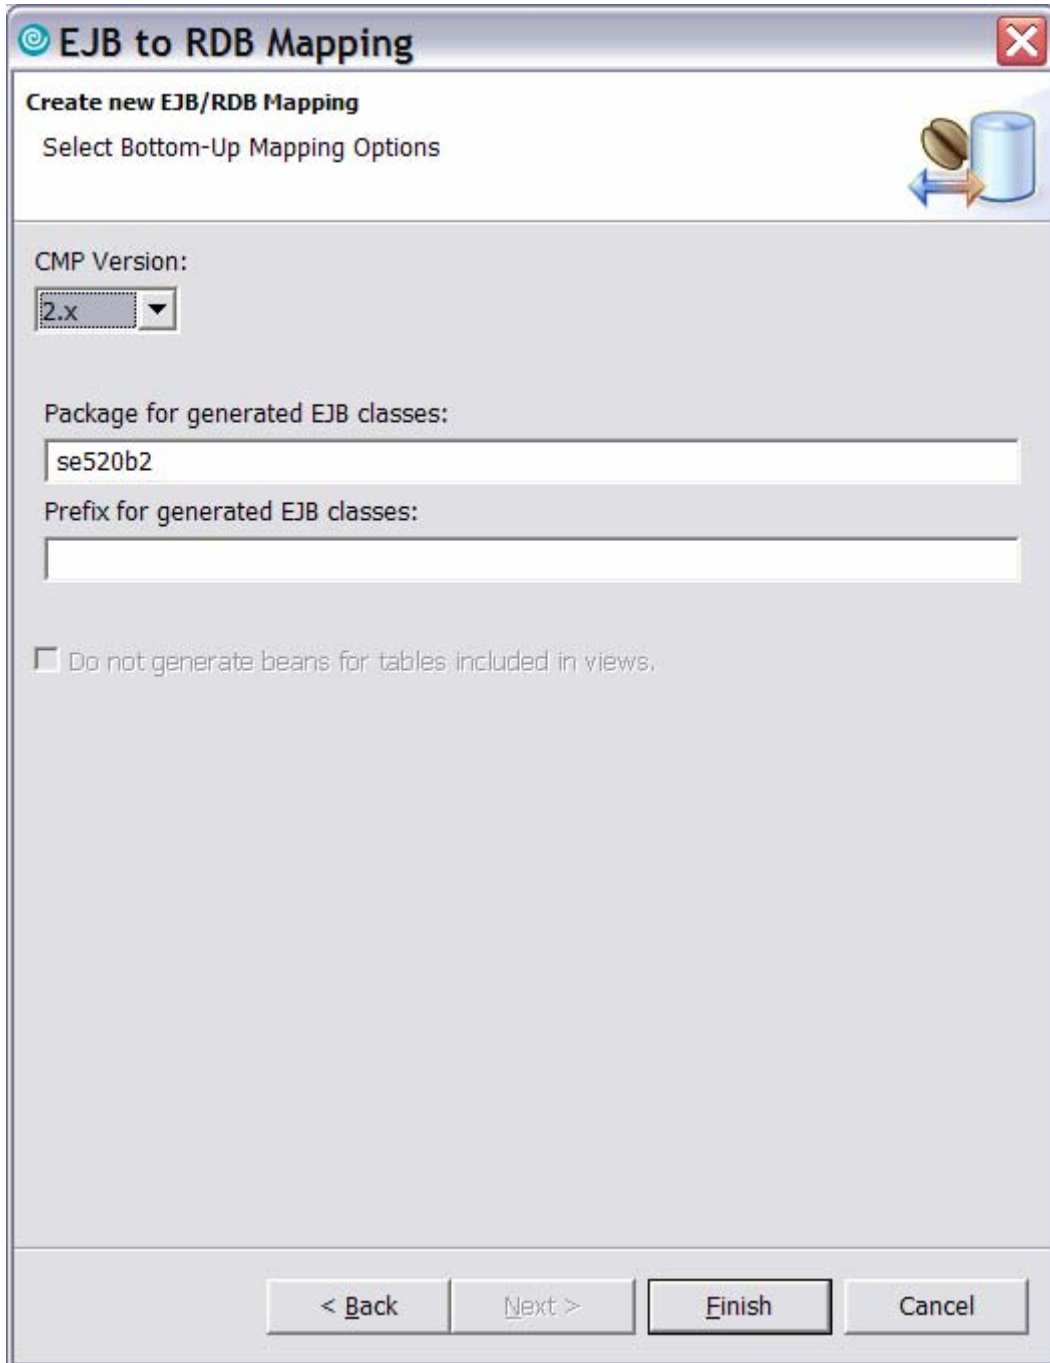 EJB to RDB Mapping
Create new EJB/RDB Mapping
Select Bottom-Up Mapping Options
CMP Version:
2.x
Package for generated EJB classes:
se520b2
Prefix for generated EJB classes:
Do not generate beans for tables included in views.
< Back Next > Finish Cancel